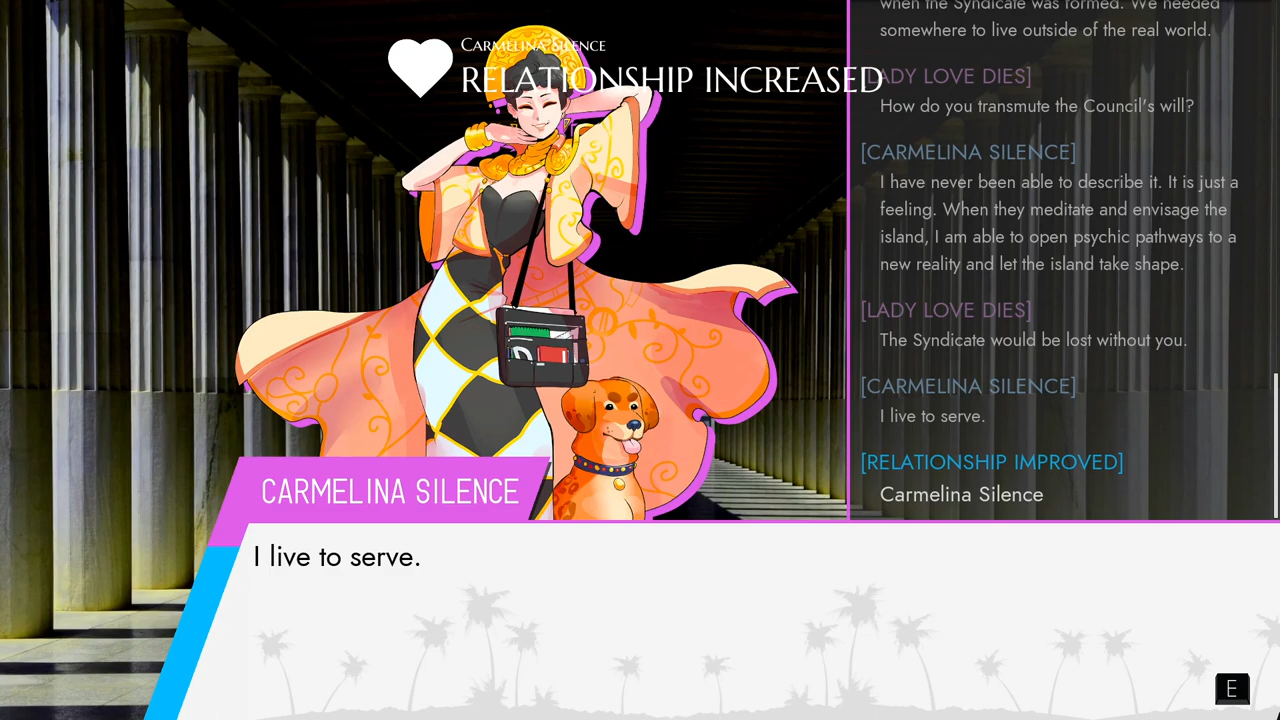 CARMELINA SILENCE
RELATIONSHIP INCREASED
when the Syndicate was formed. We needed
somewhere to live outside of the real world.
[LADY LOVE DIES]
How do you transmute the Council's will?
[CARMELINA SILENCE]
I have never been able to describe it. It is just a
feeling. When they meditate and envisage the
island, I am able to open psychic pathways to a
new reality and let the island take shape.
[LADY LOVE DIES]
The Syndicate would be lost without you.
[CARMELINA SILENCE]
I live to serve.
[RELATIONSHIP IMPROVED]
Carmelina Silence
CARMELINA SILENCE
I live to serve.
E